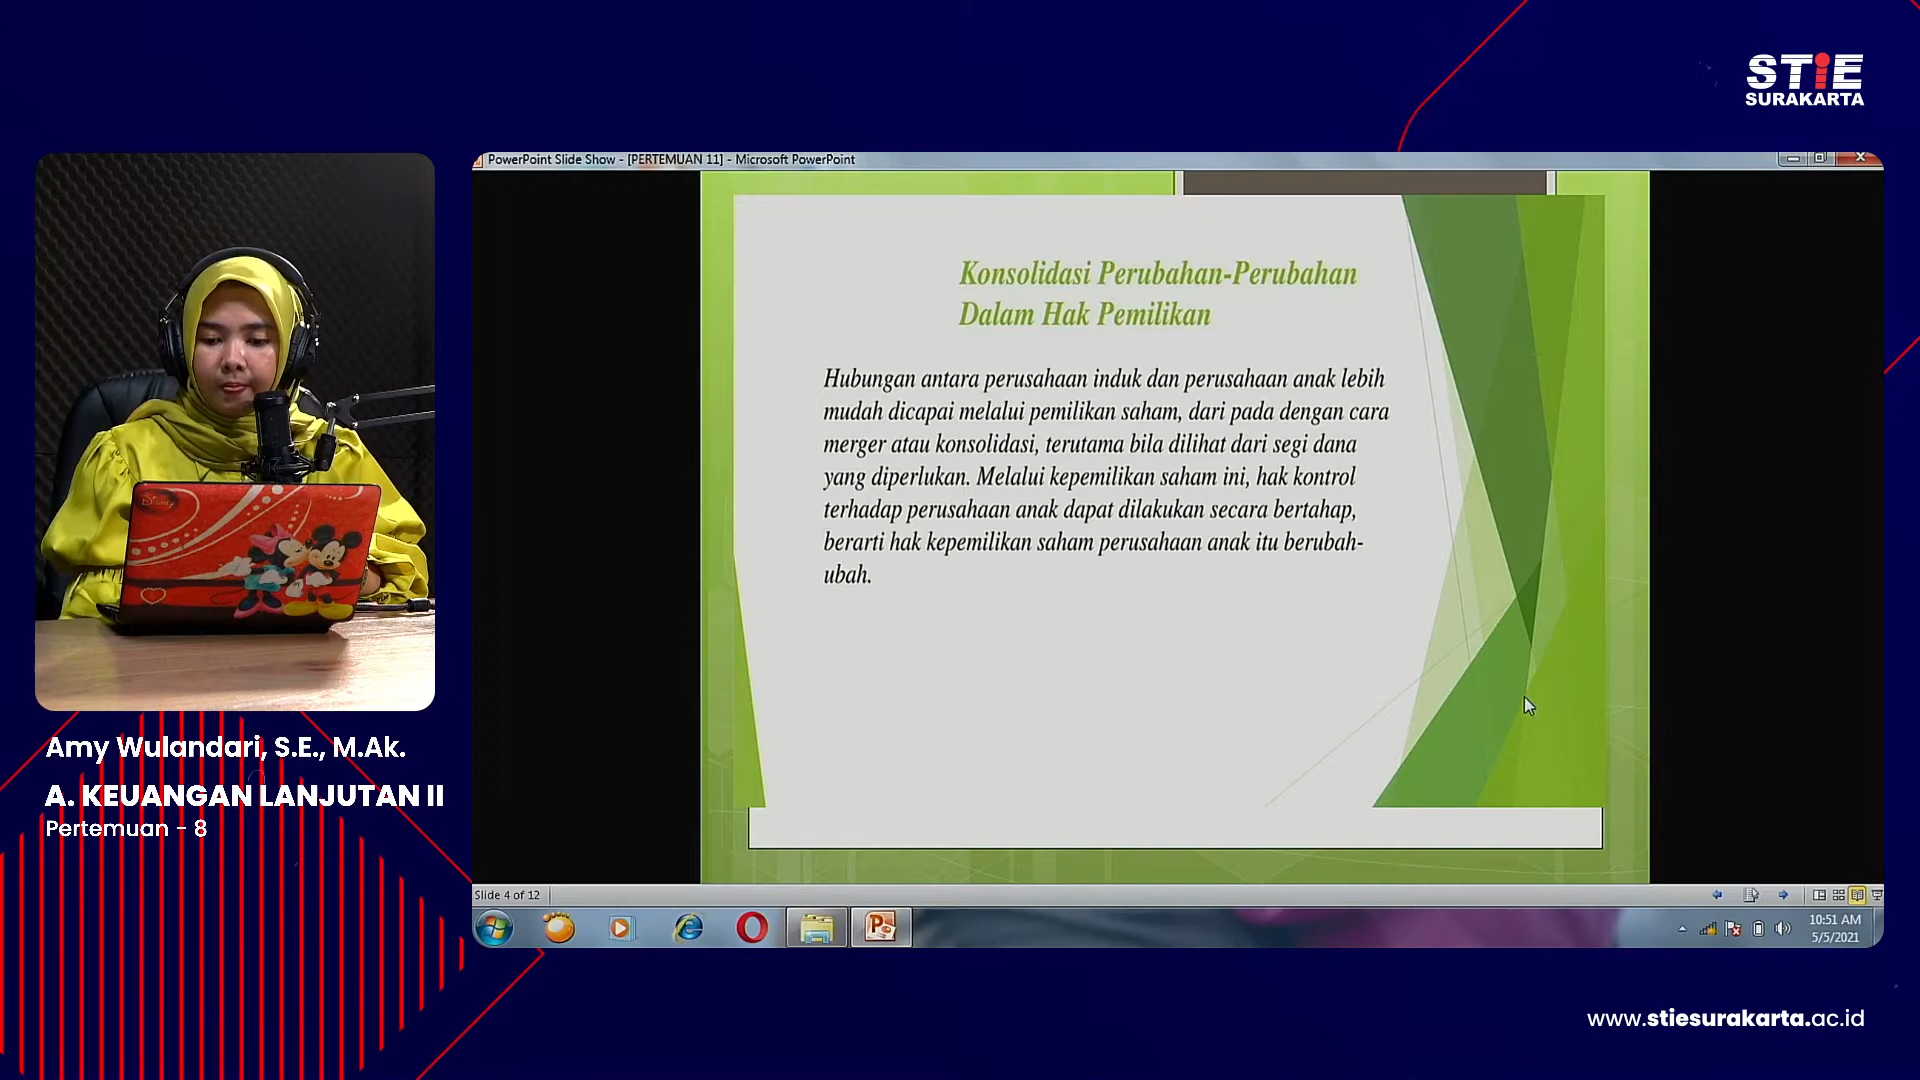 STiE
SURAKARTA
PowerPoint Slide Show - [PERTEMUAN 11] - Microsoft PowerPoint
Konsolidasi Perubahan-Perubahan
Dalam Hak Pemilikan
Hubungan antara perusahaan induk dan perusahaan anak lebih
mudah dicapai melalui pemilikan saham, dari pada dengan cara
merger atau konsolidasi, terutama bila dilihat dari segi dana
yang diperlukan. Melalui kepemilikan saham ini, hak kontrol
terhadap perusahaan anak dapat dilakukan secara bertahap,
berarti hak kepemilikan saham perusahaan anak itu berubah-
ubah.
Disney
Amy Wulandari, S.E., M.Ak.
A. KEUANGAN LANJUTAN II
Pertemuan - 8
Slide 4 of 12
10:51 AM
5/5/2021
www.stiesurakarta.ac.id